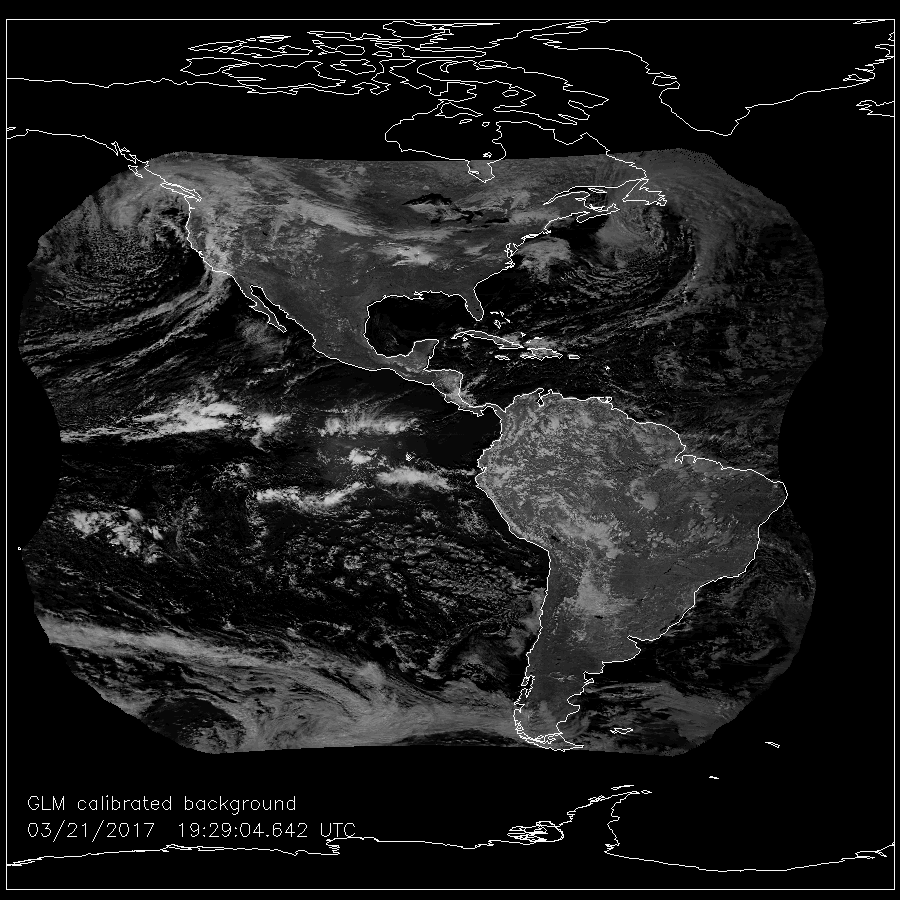 GLM calibrated background
03/21/2017 19:29:04.642 UTC